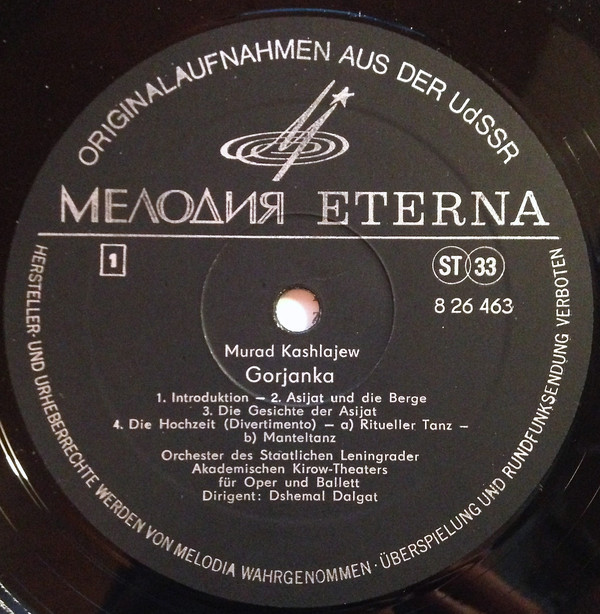 ORIGINALAUFNAHMEN AUS DER UdSSR
МЕЛОДИЯ ETERNA
1
ST 33
8 26 463
Murad Kashlajew
Gorjanka
1. Introduktion – 2. Asijat und die Berge
3. Die Gesichte der Asijat
4. Die Hochzeit (Divertimento) – a) Ritueller Tanz –
b) Manteltanz
Orchester des Staatlichen Leningrader
Akademischen Kirow-Theaters
für Oper und Ballett
Dirigent: Dshemal Dalgat
HERSTELLER- UND URHEBERRECHTE WERDEN VON MELODIA WAHRGENOMMEN · ÜBERSPIELUNG UND RUNDFUNKSENDUNG VERBOTEN